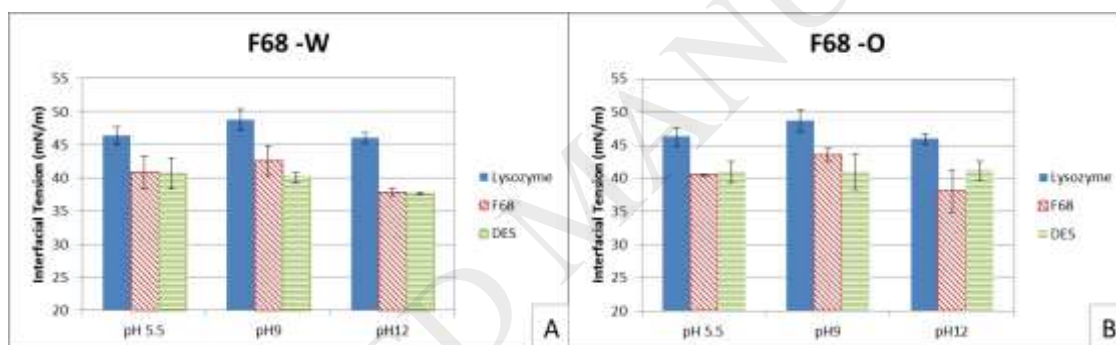 F68 -W
Interfacial Tension (mN/m)
55
50
45
40
35
30
25
20
pH 5.5
pH9
pH12
Lysozyme
F68
DES
A
F68 -O
Interfacial Tension (mN/m)
55
50
45
40
35
30
25
20
pH 5.5
pH9
pH12
Lysozyme
F68
DES
B